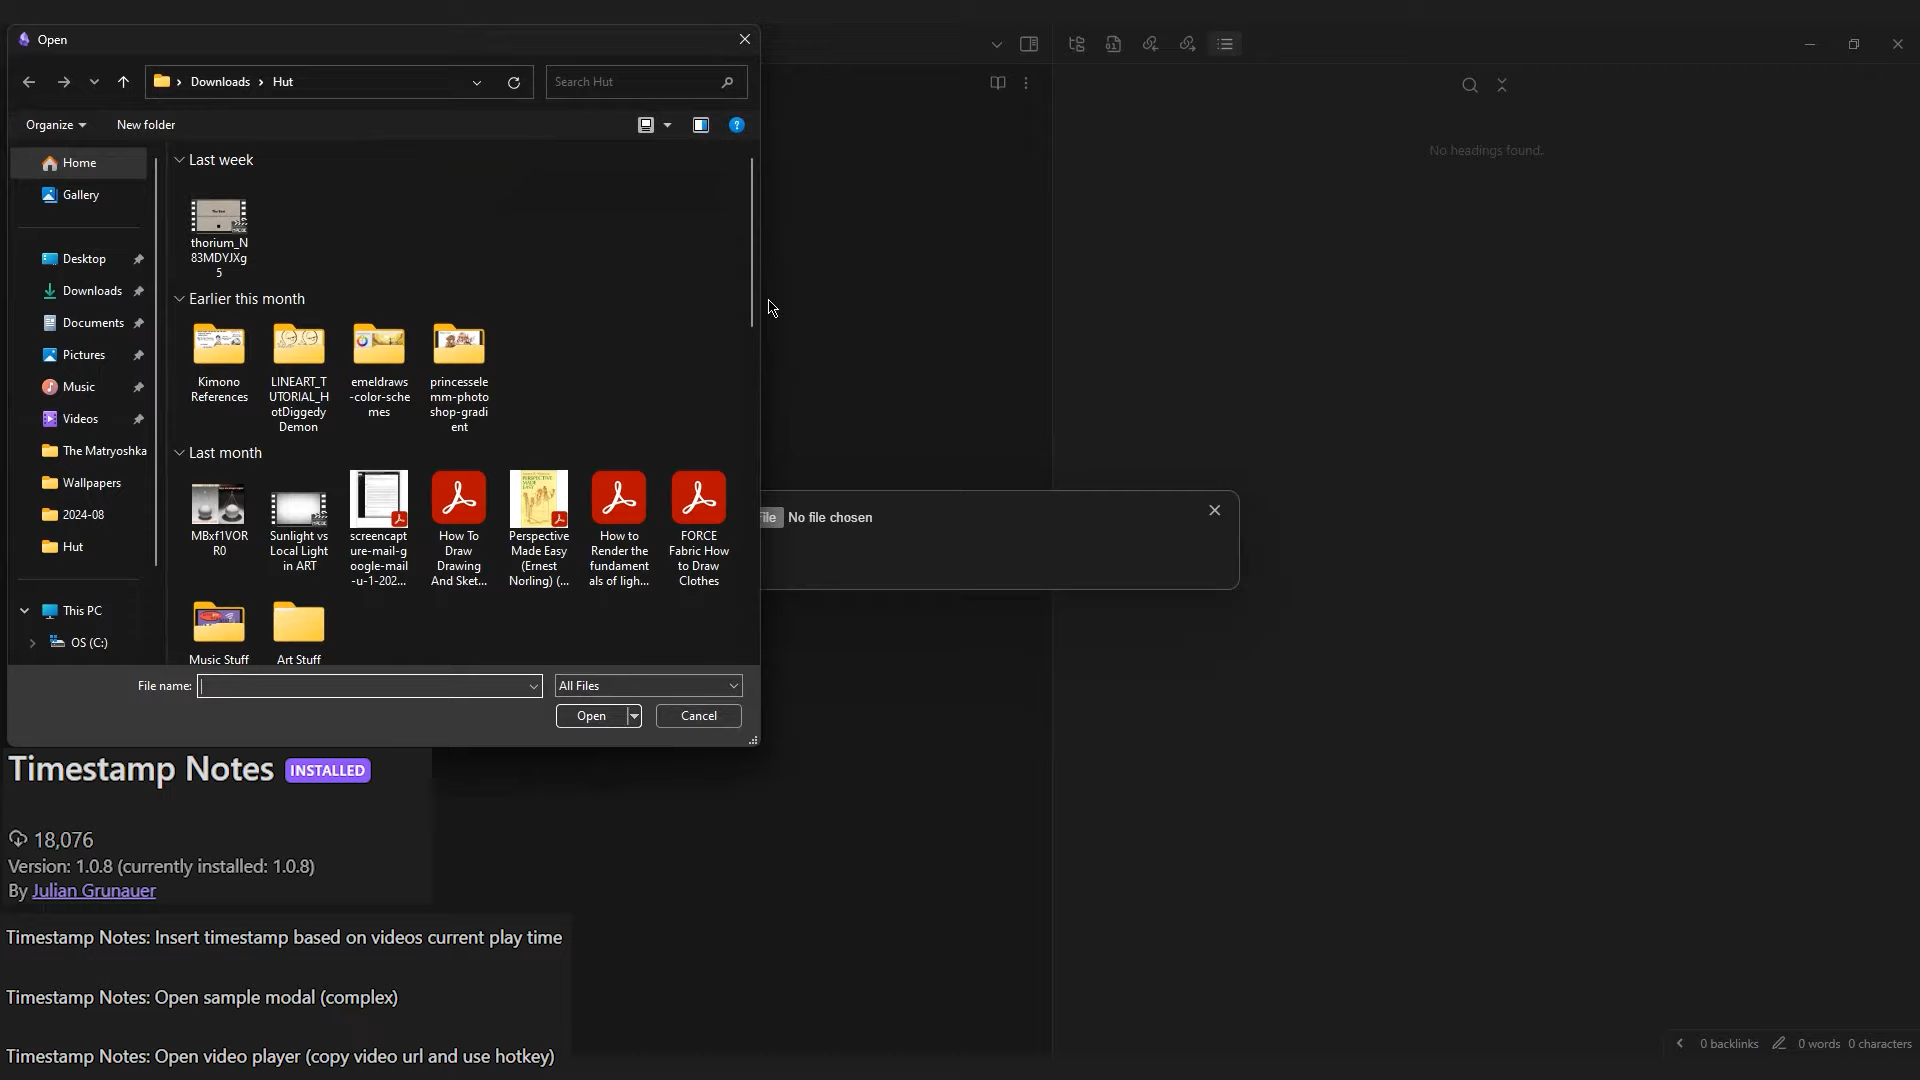 Open
Downloads
Hut
Search Hut
Organize
New folder
Home
Gallery
Desktop
Downloads
Documents
Pictures
Music
Videos
The Matryoshka
Wallpapers
2024-08
Hut
This PC
OS (C:)
Last week
thorium_N
83MDYJXg
5
Earlier this month
Kimono
References
LINEART_T
UTORIAL_H
otDiggedy
Demon
emeldraws
-color-sche
mes
princessele
mm-photo
shop-gradi
ent
Last month
MBxf1VOR
R0
Sunlight vs
Local Light
in ART
screencapt
ure-mail-g
oogle-mail
-u-1-202...
How To
Draw
Drawing
And Sket...
Perspective
Made Easy
(Ernest
Norling) (...
How to
Render the
fundament
als of ligh...
FORCE
Fabric How
to Draw
Clothes
Music Stuff
Art Stuff
File name:
All Files
Open
Cancel
No headings found.
File No file chosen
Timestamp Notes INSTALLED
18,076
Version: 1.0.8 (currently installed: 1.0.8)
By Julian Grunauer
Timestamp Notes: Insert timestamp based on videos current play time
Timestamp Notes: Open sample modal (complex)
Timestamp Notes: Open video player (copy video url and use hotkey)
0 backlinks 0 words 0 characters